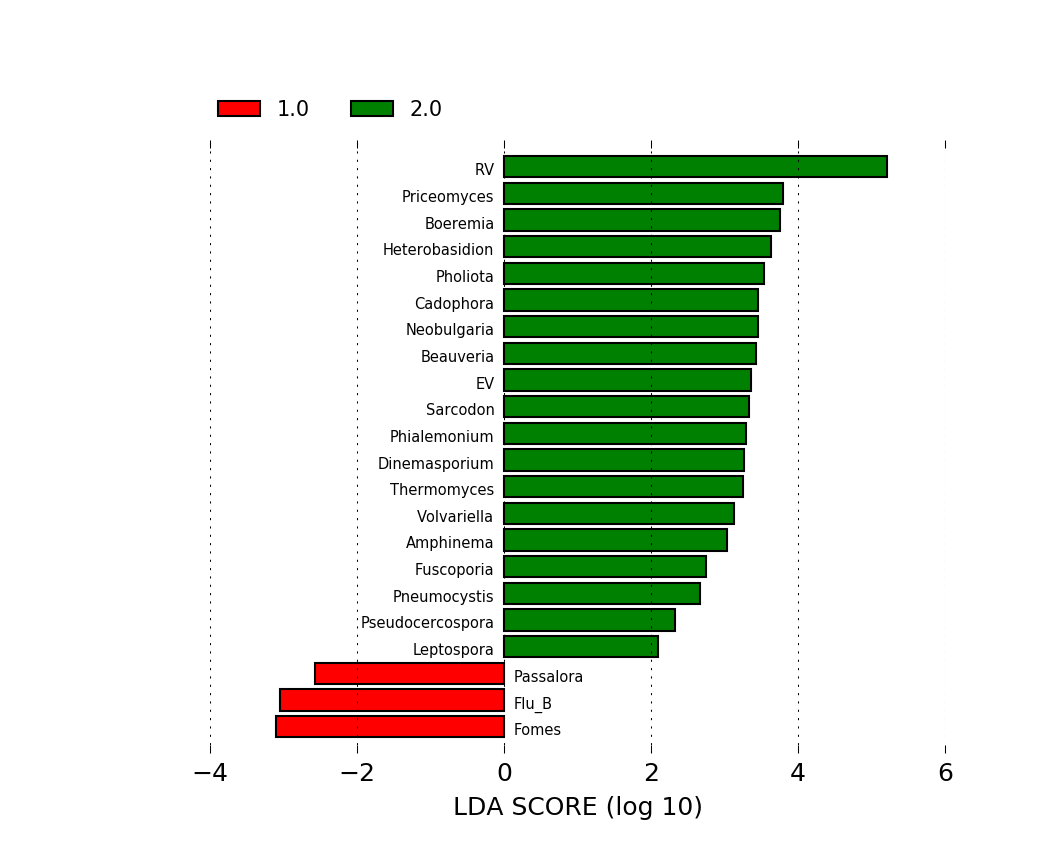 1.0 2.0
RV
Priceomyces
Boeremia
Heterobasidion
Pholiota
Cadophora
Neobulgaria
Beauveria
EV
Sarcodon
Phialemonium
Dinemasporium
Thermomyces
Volvariella
Amphinema
Fuscoporia
Pneumocystis
Pseudocercospora
Leptospora
Passalora
Flu_B
Fomes
−4 −2 0 2 4 6
LDA SCORE (log 10)